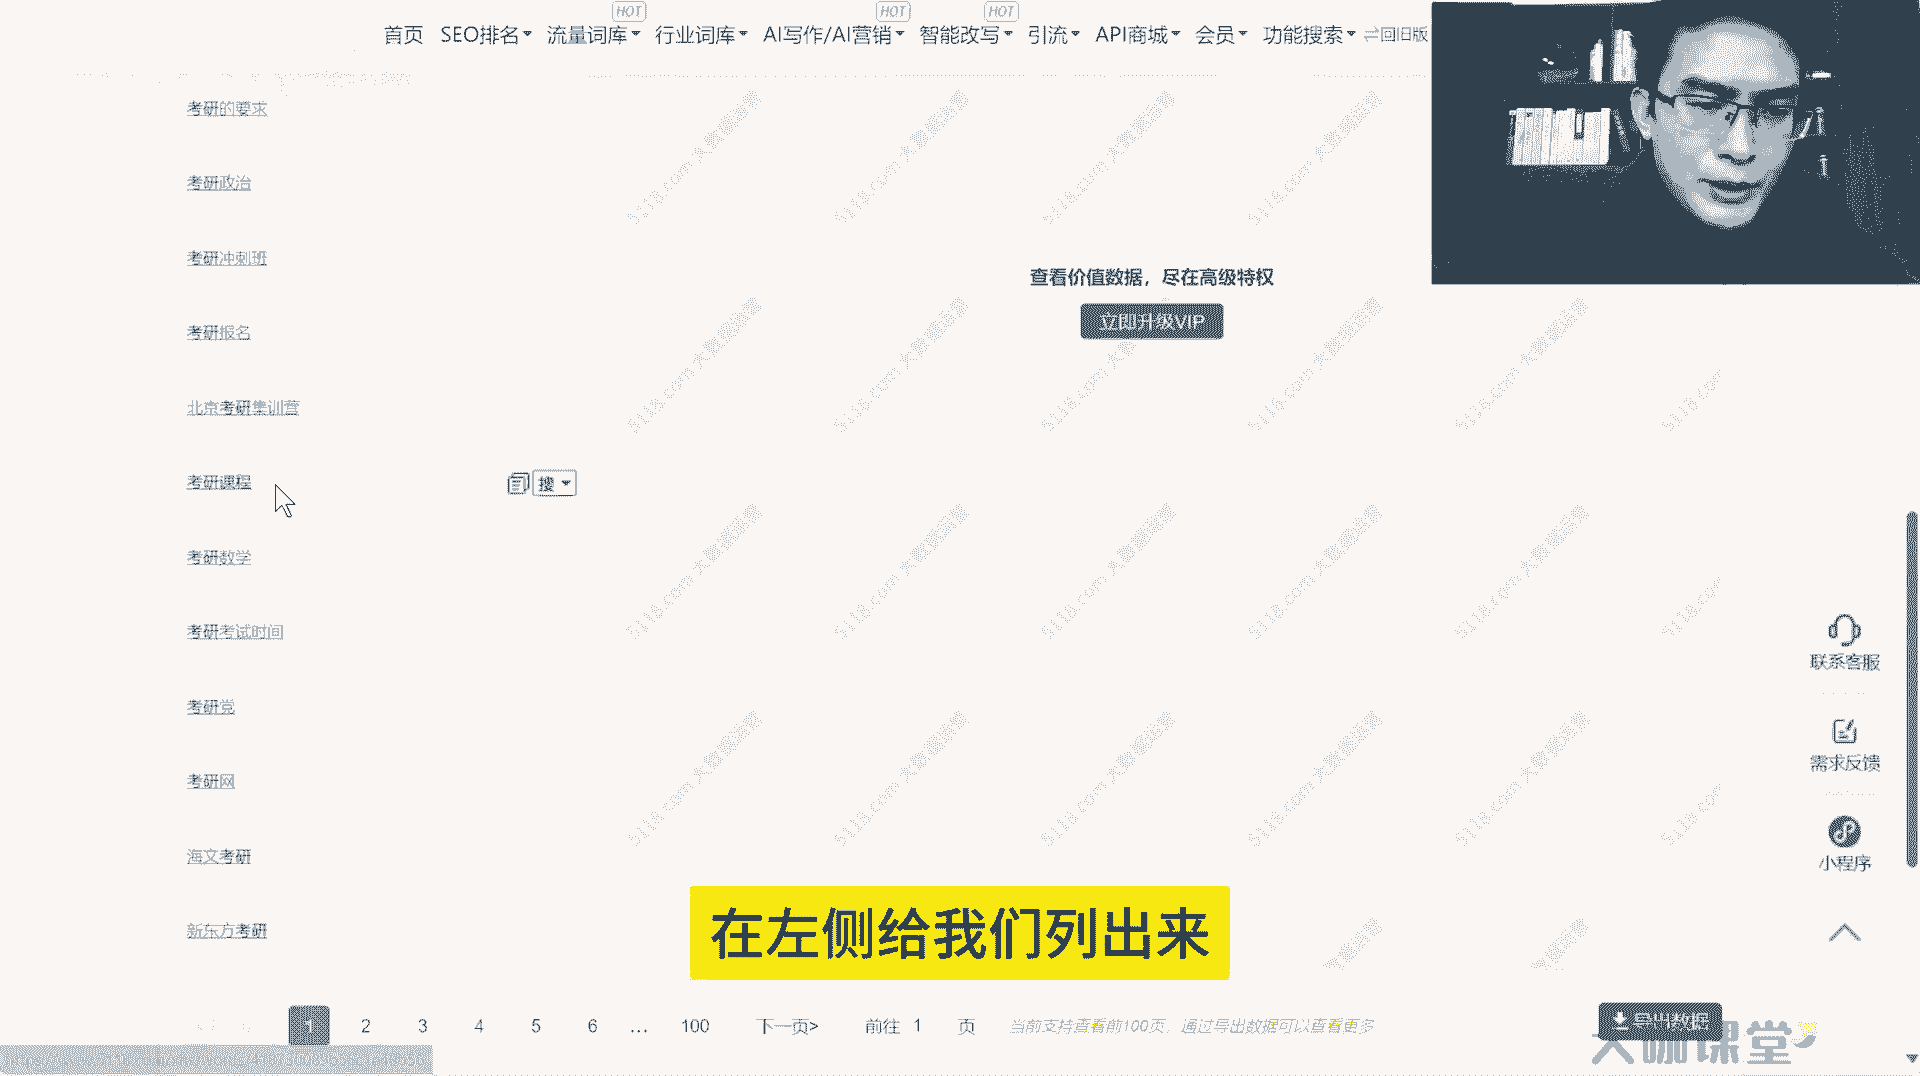 HOT HOT HOT
首页 SEO排名 流量词库 行业词库 AI写作/AI营销 智能改写 引流 API商城 会员 功能搜索 回旧版
考研的要求
考研政治
考研冲刺班
查看价值数据，尽在高级特权
立即升级VIP
考研报名
北京考研集训营
考研课程
搜
考研数学
考研考试时间
联系客服
考研党
需求反馈
考研网
海文考研
小程序
新东方考研
在左侧给我们列出来
1 2 3 4 5 6 … 100 下一页> 前往 1 页 当前支持查看前100页，通过导出数据可以查看更多
导出数据
大咖课堂
5118.com 大数据运营